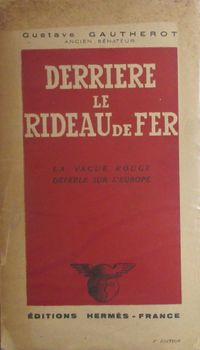 Gustave GAUTHEROT
ANCIEN SÉNATEUR
DERRIERE
LE
RIDEAU DE FER
LA VAGUE ROUGE
DÉFERLE SUR L'EUROPE
ÉDITIONS HERMÈS-FRANCE